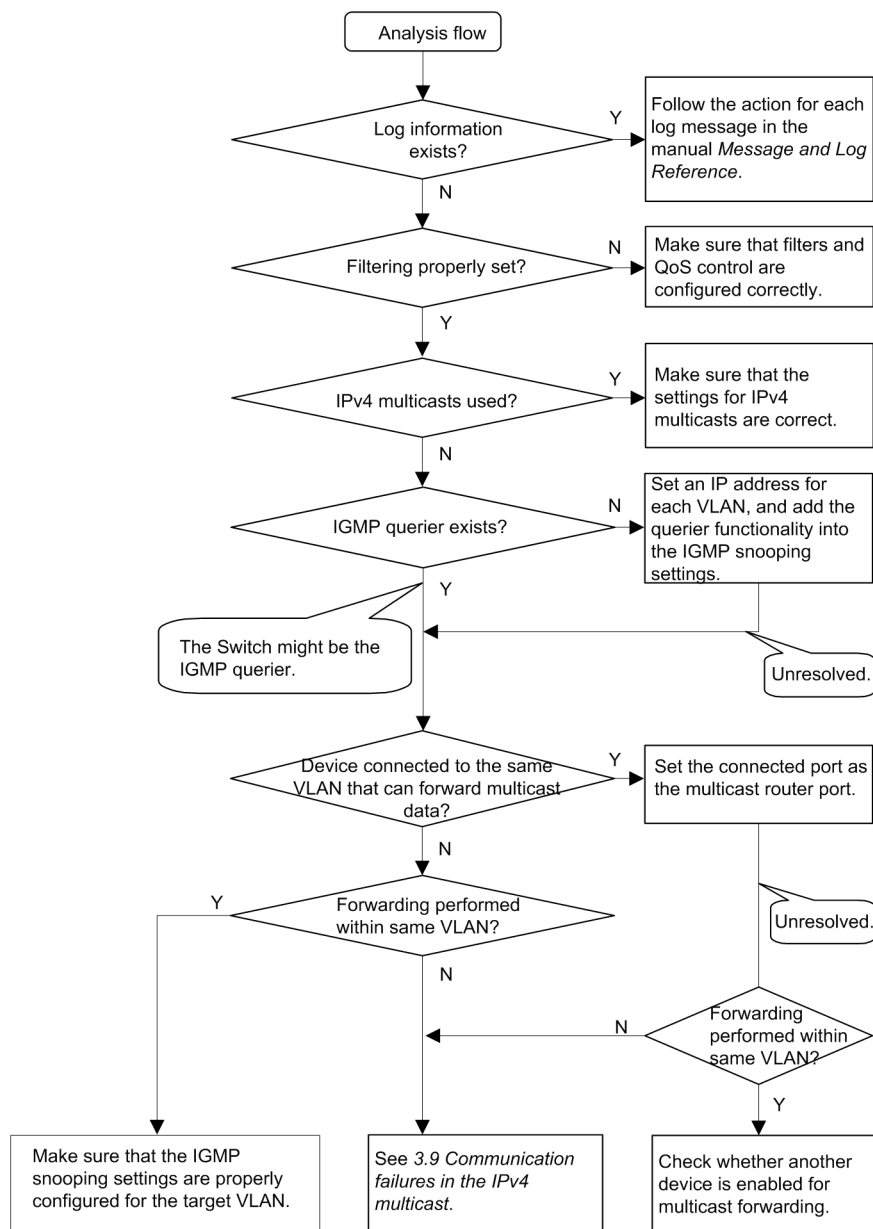 Analysis flow
Log information
exists?
Y
Follow the action for each
log message in the
manual Message and Log
Reference.
N
Filtering properly set?
N
Make sure that filters and
QoS control are
configured correctly.
Y
IPv4 multicasts used?
Y
Make sure that the
settings for IPv4
multicasts are correct.
N
IGMP querier exists?
N
Set an IP address for
each VLAN, and add the
querier functionality into
the IGMP snooping
settings.
Y
The Switch might be the
IGMP querier.
Unresolved.
Device connected to the same
VLAN that can forward multicast
data?
Y
Set the connected port as
the multicast router port.
N
Y
Forwarding performed
within same VLAN?
Unresolved.
N
N
Forwarding
performed within
same VLAN?
Y
Make sure that the IGMP
snooping settings are properly
configured for the target VLAN.
See 3.9 Communication
failures in the IPv4
multicast.
Check whether another
device is enabled for
multicast forwarding.